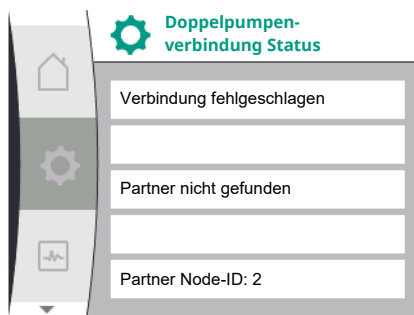 Doppelpumpen-
verbindung Status
Verbindung fehlgeschlagen
Partner nicht gefunden
Partner Node-ID: 2